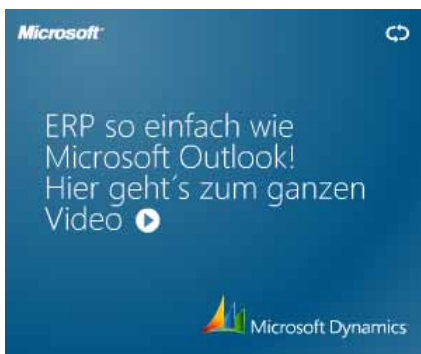 Microsoft
ERP so einfach wie
Microsoft Outlook!
Hier geht´s zum ganzen
Video
Microsoft Dynamics